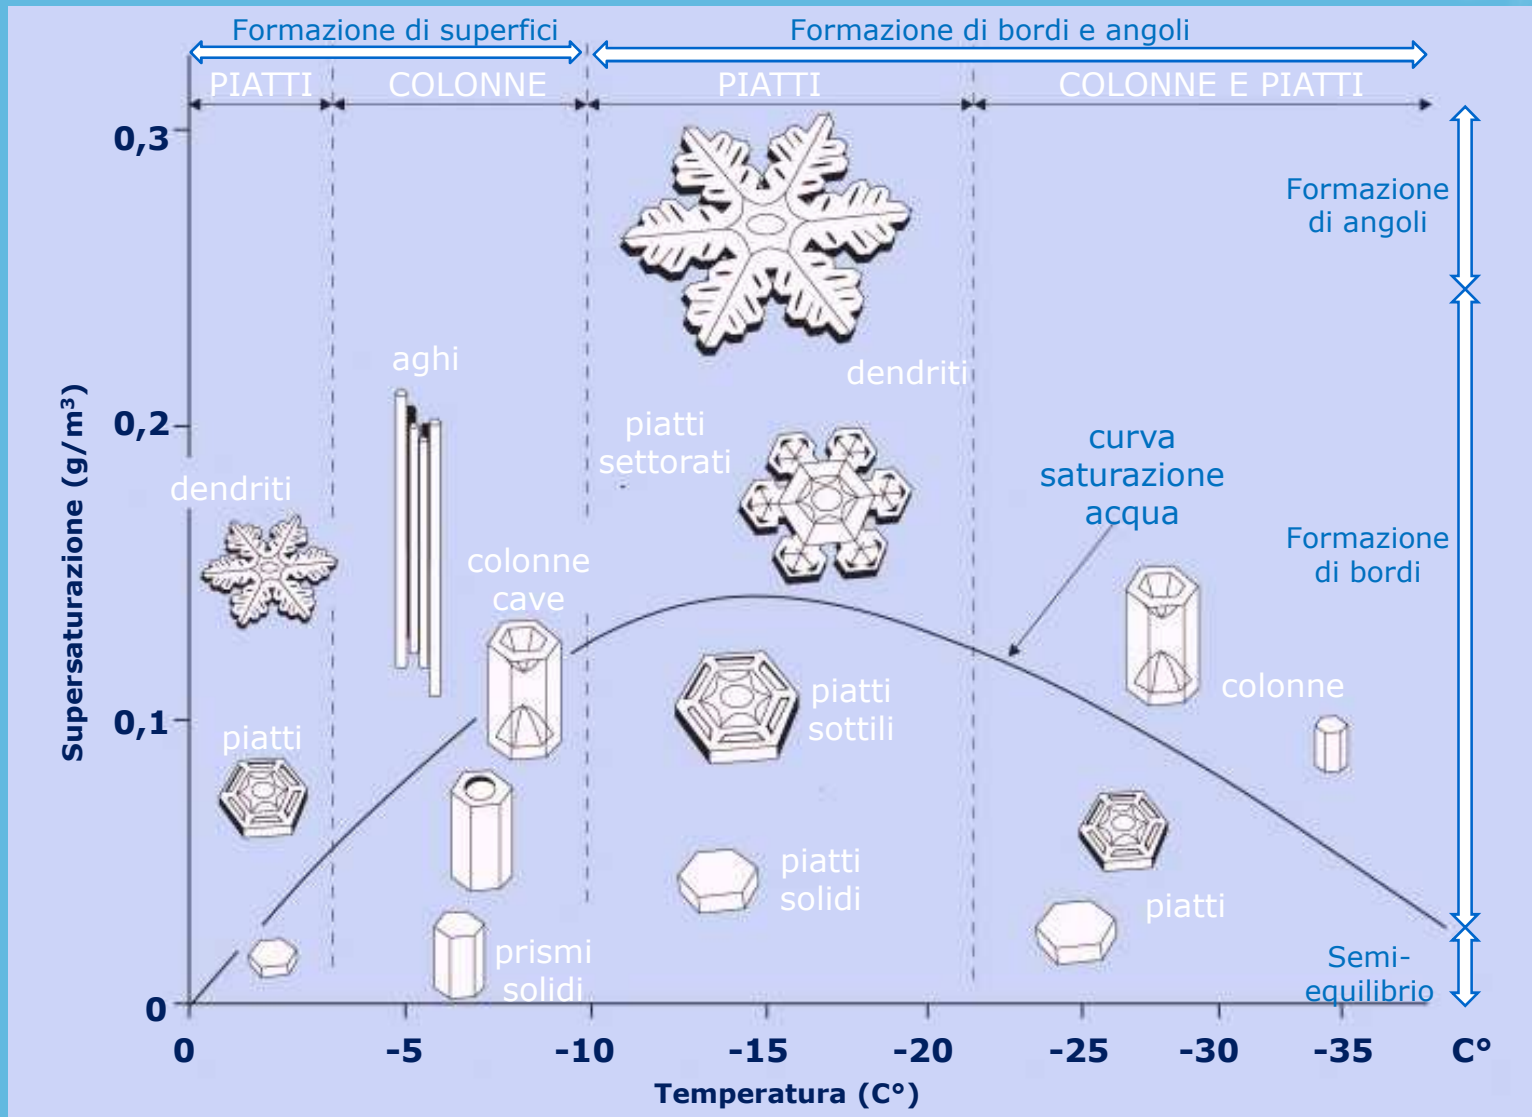 Formazione di superfici
Formazione di bordi e angoli
PIATTI
COLONNE
PIATTI
COLONNE E PIATTI
0,3
Formazione
di angoli
aghi
dendriti
Supersaturazione (g/m³)
0,2
piatti
settorati
curva
saturazione
acqua
dendriti
Formazione
di bordi
colonne
cave
colonne
piatti
sottili
0,1
piatti
piatti
solidi
piatti
prismi
solidi
Semi-
equilibrio
0
0
-5
-10
-15
-20
-25
-30
-35
C°
Temperatura (C°)